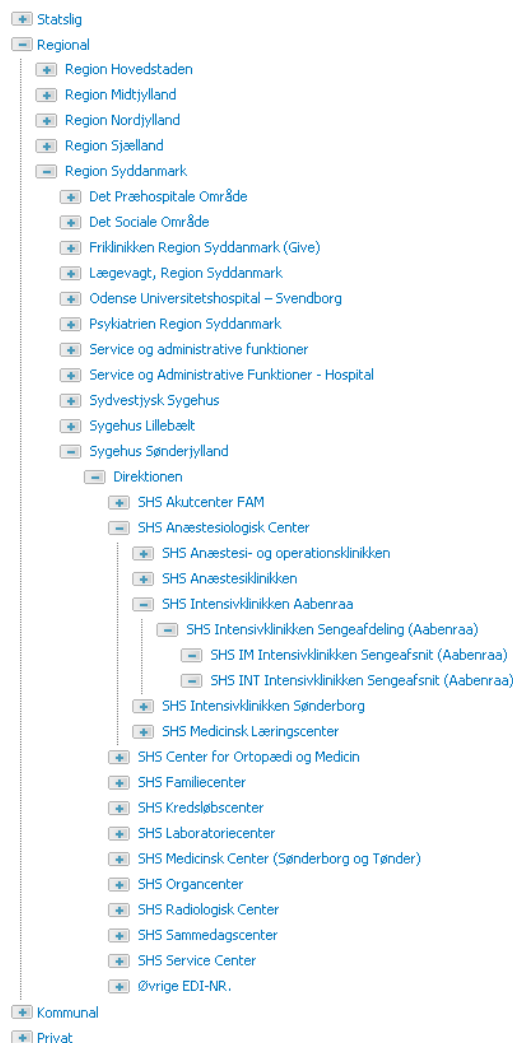 Statslig
Regional
Region Hovedstaden
Region Midtjylland
Region Nordjylland
Region Sjælland
Region Syddanmark
Det Præhospitale Område
Det Sociale Område
Friklinikken Region Syddanmark (Give)
Lægevagt, Region Syddanmark
Odense Universitetshospital – Svendborg
Psykiatrien Region Syddanmark
Service og administrative funktioner
Service og Administrative Funktioner - Hospital
Sydvestjysk Sygehus
Sygehus Lillebælt
Sygehus Sønderjylland
Direktionen
SHS Akutcenter FAM
SHS Anæstesiologisk Center
SHS Anæstesi- og operationsklinikken
SHS Anæstesiklinikken
SHS Intensivklinikken Aabenraa
SHS Intensivklinikken Sengeafdeling (Aabenraa)
SHS IM Intensivklinikken Sengeafsnit (Aabenraa)
SHS INT Intensivklinikken Sengeafsnit (Aabenraa)
SHS Intensivklinikken Sønderborg
SHS Medicinsk Læringscenter
SHS Center for Ortopædi og Medicin
SHS Familiecenter
SHS Kredsløbscenter
SHS Laboratoriecenter
SHS Medicinsk Center (Sønderborg og Tønder)
SHS Organcenter
SHS Radiologisk Center
SHS Sammedagscenter
SHS Service Center
Øvrige EDI-NR.
Kommunal
Privat